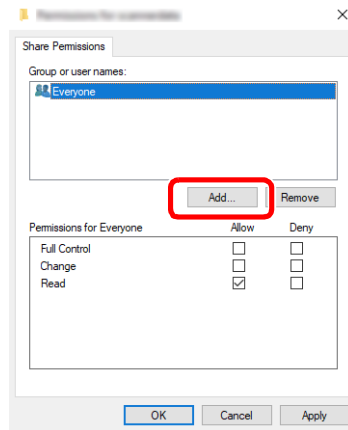 Share Permissions
Group or user names:
Everyone
Add... Remove
Permissions for Everyone Allow Deny
Full Control
Change
Read
OK Cancel Apply